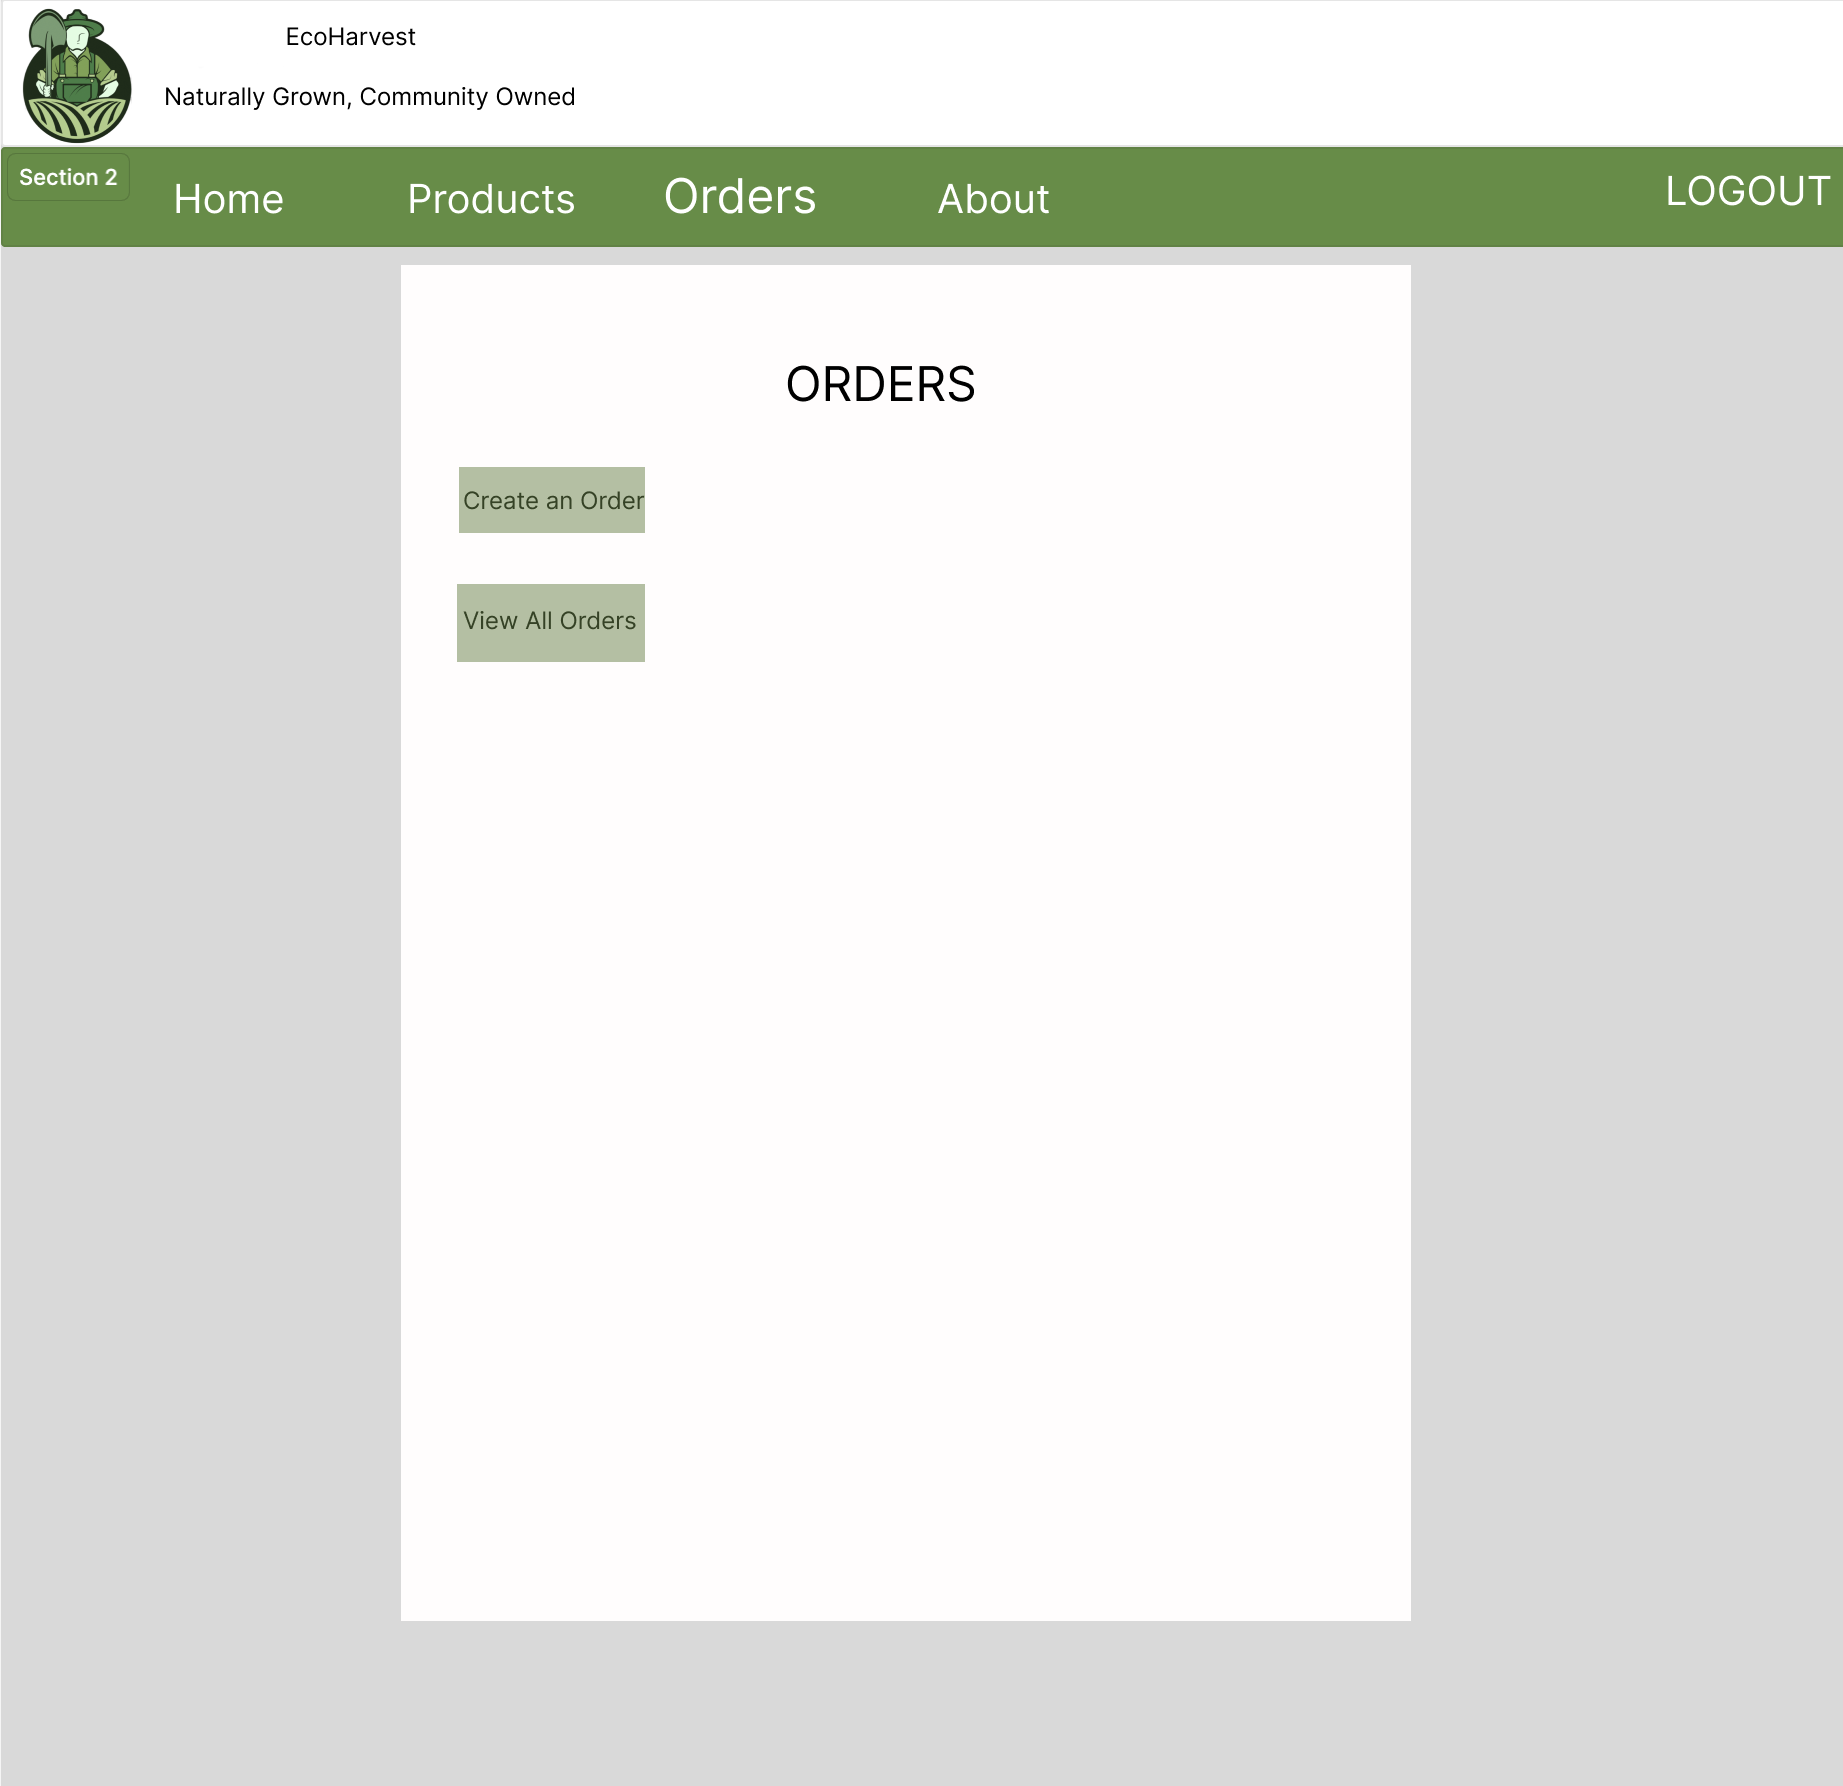 EcoHarvest
Naturally Grown, Community Owned
Section 2
Home Products Orders About LOGOUT
ORDERS
Create an Order
View All Orders